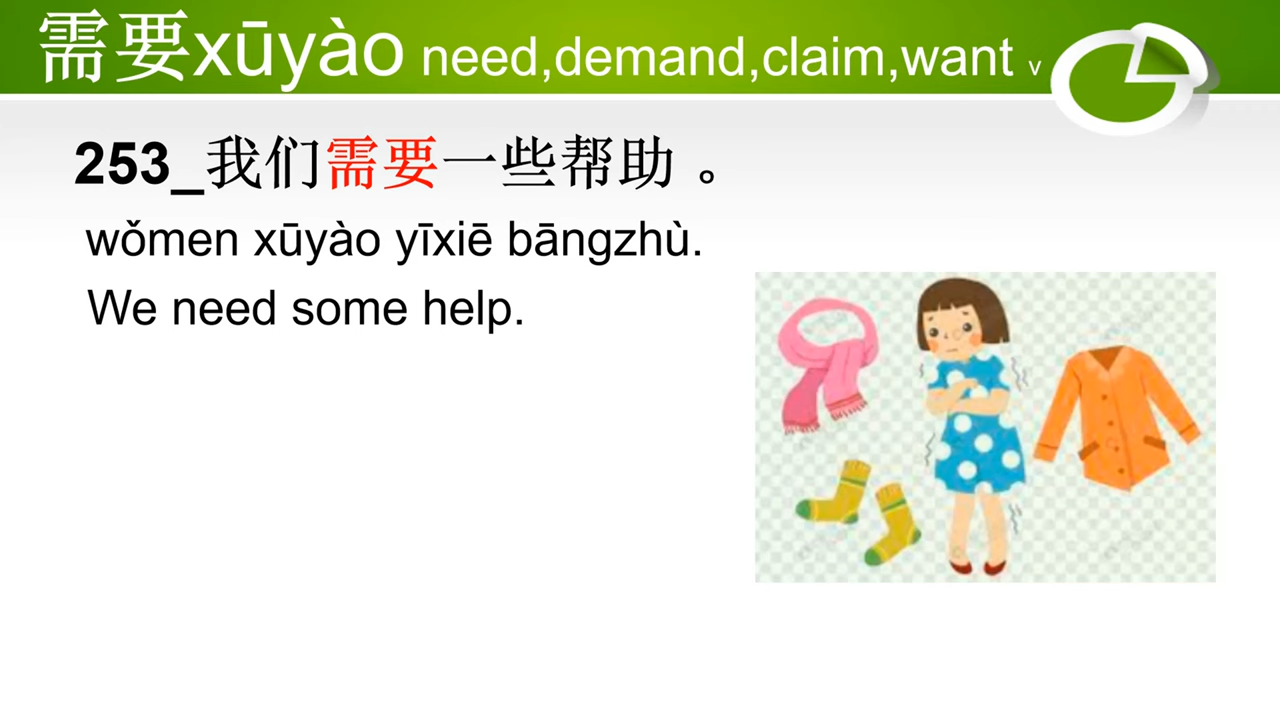 需要xūyào need,demand,claim,want v
253_我们需要一些帮助 。
wǒmen xūyào yīxiē bāngzhù.
We need some help.